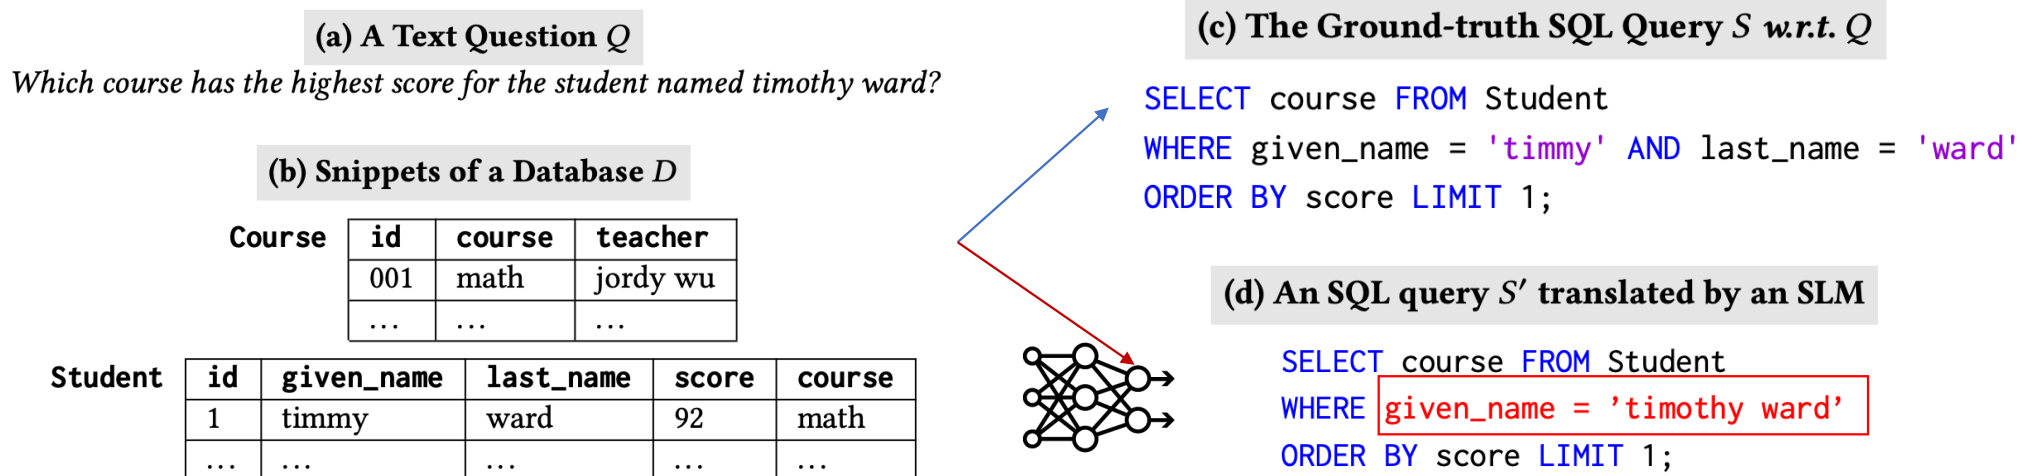 (a) A Text Question Q
Which course has the highest score for the student named timothy ward?
(b) Snippets of a Database D
Course
id course teacher
001 math jordy wu
... ... ...
Student
id given_name last_name score course
1 timmy ward 92 math
... ... ... ... ...
(c) The Ground-truth SQL Query S w.r.t. Q
SELECT course FROM Student
WHERE given_name = 'timmy' AND last_name = 'ward'
ORDER BY score LIMIT 1;
(d) An SQL query S′ translated by an SLM
SELECT course FROM Student
WHERE given_name = ’timothy ward’
ORDER BY score LIMIT 1;